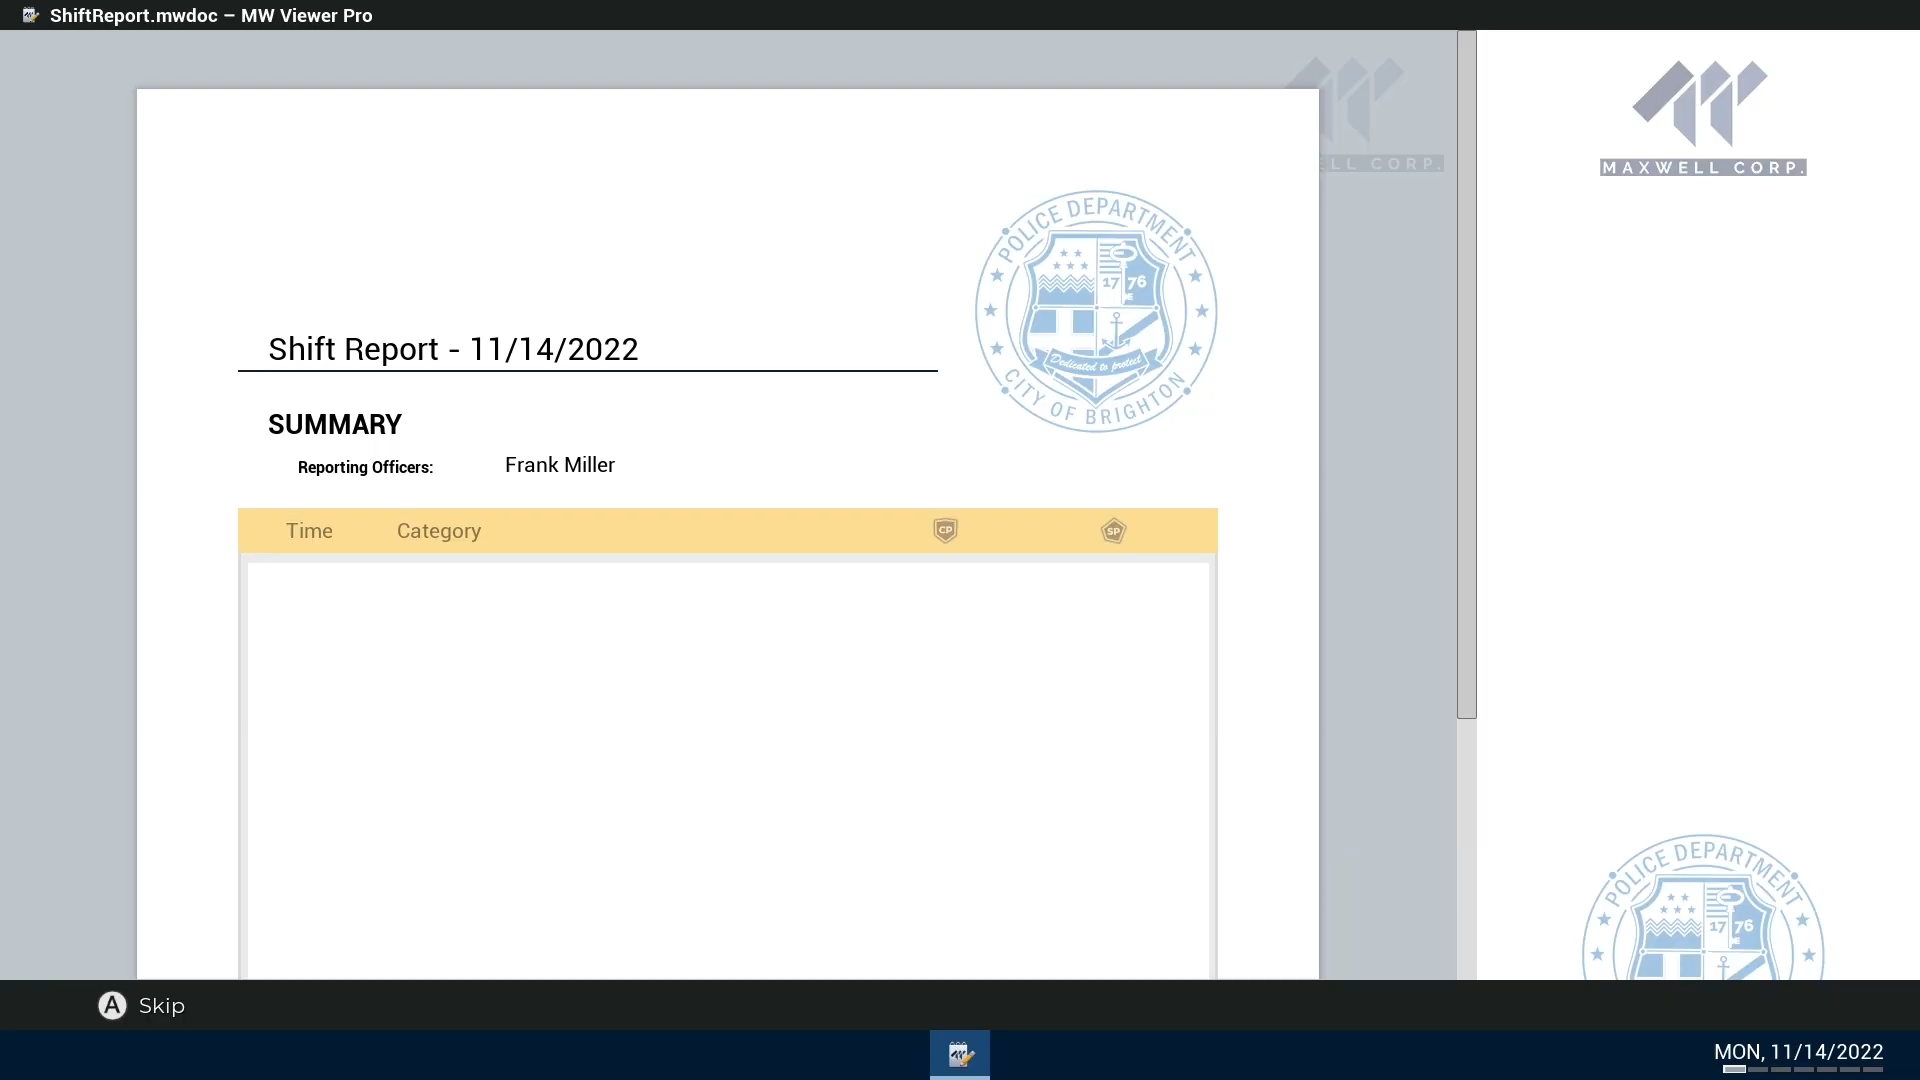 ShiftReport.mwdoc – MW Viewer Pro
MAXWELL CORP.
ELL CORP.
POLICE DEPARTMENT
17 76
Dedicated to protect
CITY OF BRIGHTON
Shift Report - 11/14/2022
SUMMARY
Reporting Officers: Frank Miller
Time Category CP SP
POLICE DEPARTMENT
17 76
A Skip
MON, 11/14/2022